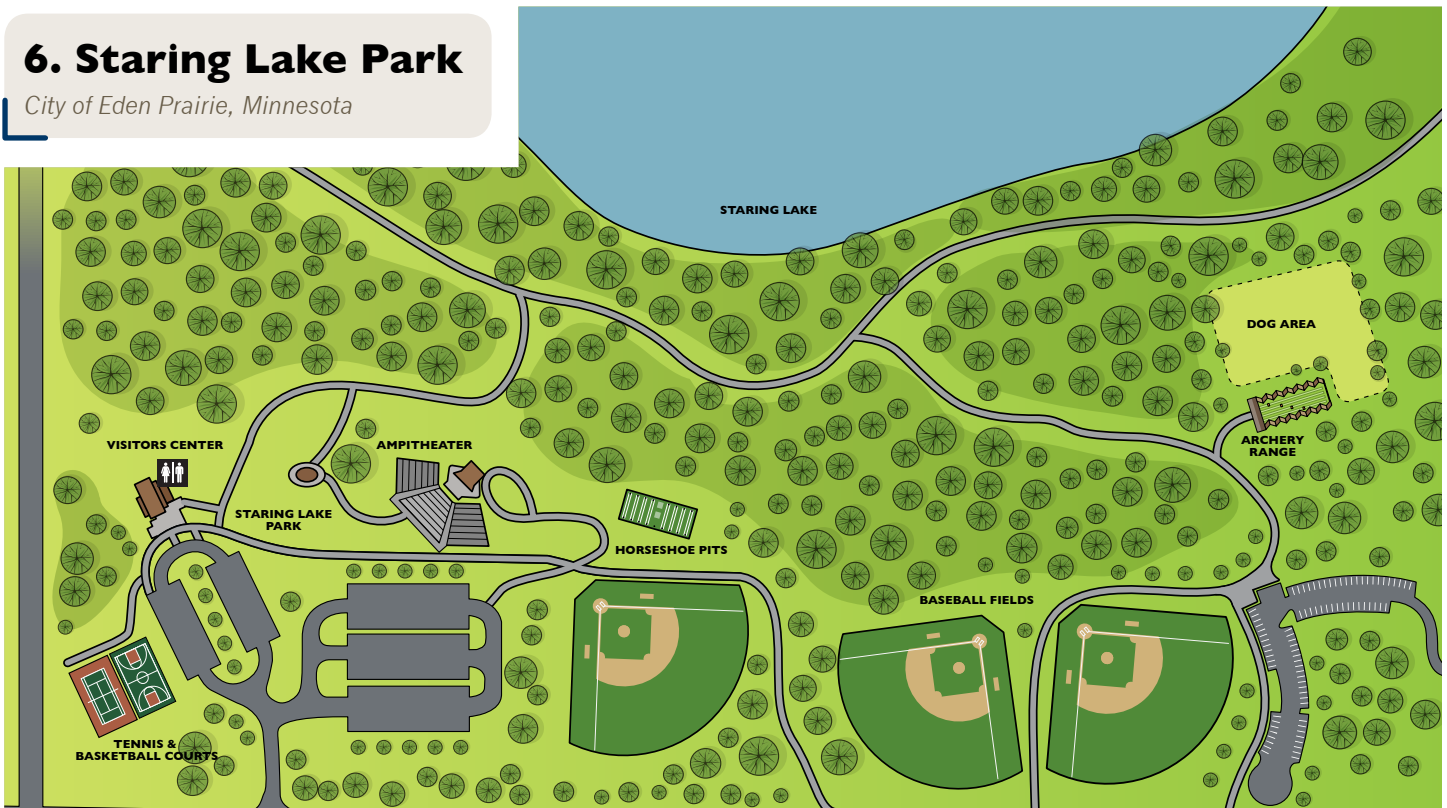 6. Staring Lake Park
City of Eden Prairie, Minnesota
STARING LAKE
DOG AREA
ARCHERY
RANGE
VISITORS CENTER
AMPITHEATER
STARING LAKE
PARK
HORSESHOE PITS
BASEBALL FIELDS
TENNIS &
BASKETBALL COURTS